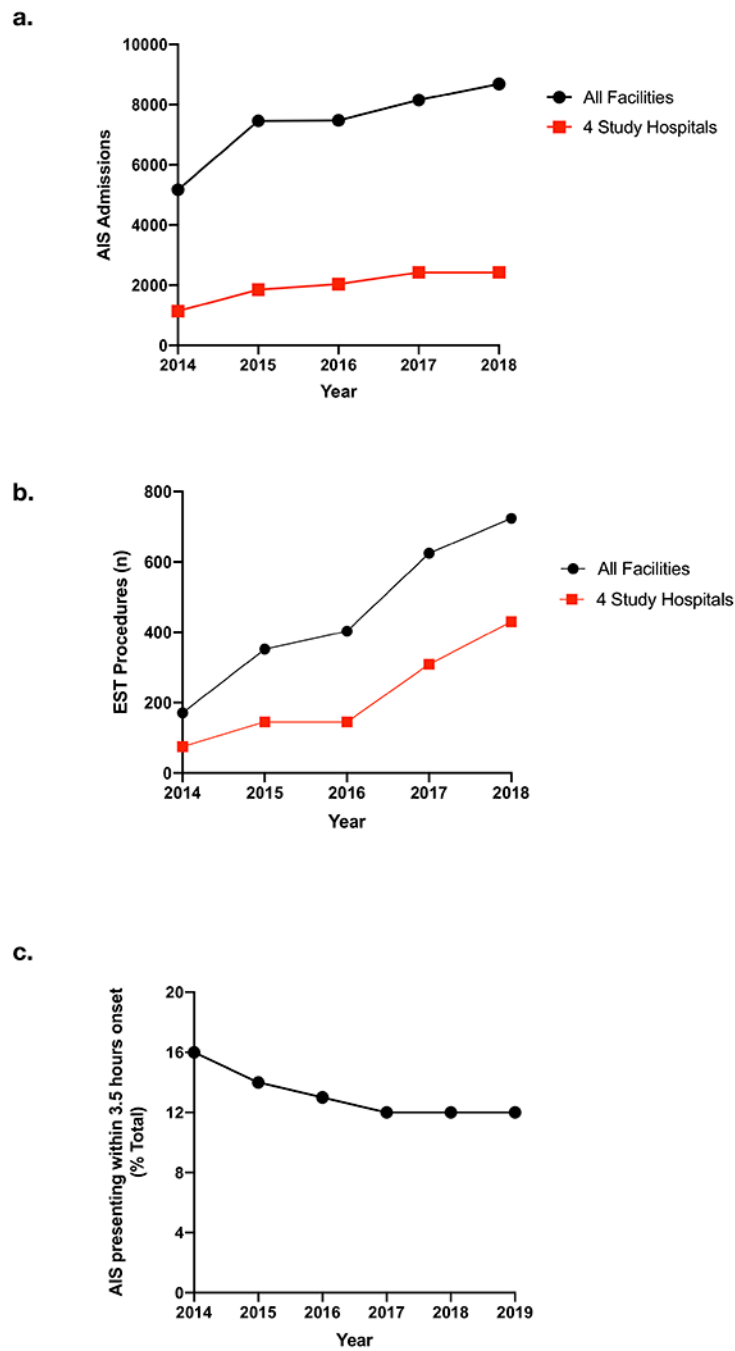 a.
10000
8000
6000
4000
2000
0
AIS Admissions
2014 2015 2016 2017 2018
Year
All Facilities
4 Study Hospitals
b.
800
600
400
200
0
EST Procedures (n)
2014 2015 2016 2017 2018
Year
All Facilities
4 Study Hospitals
c.
20
16
12
8
4
0
AIS presenting within 3.5 hours onset
(% Total)
2014 2015 2016 2017 2018 2019
Year